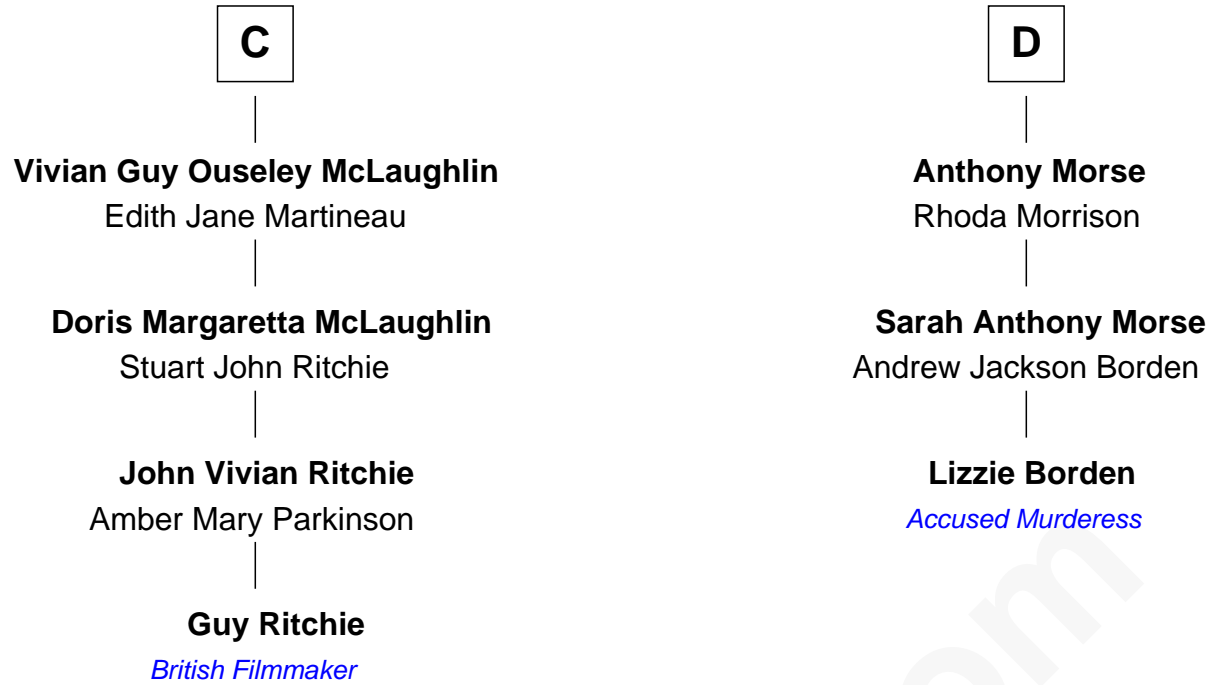 C
Vivian Guy Ouseley McLaughlin
Edith Jane Martineau
Doris Margaretta McLaughlin
Stuart John Ritchie
John Vivian Ritchie
Amber Mary Parkinson
Guy Ritchie
British Filmmaker
D
Anthony Morse
Rhoda Morrison
Sarah Anthony Morse
Andrew Jackson Borden
Lizzie Borden
Accused Murderess
om